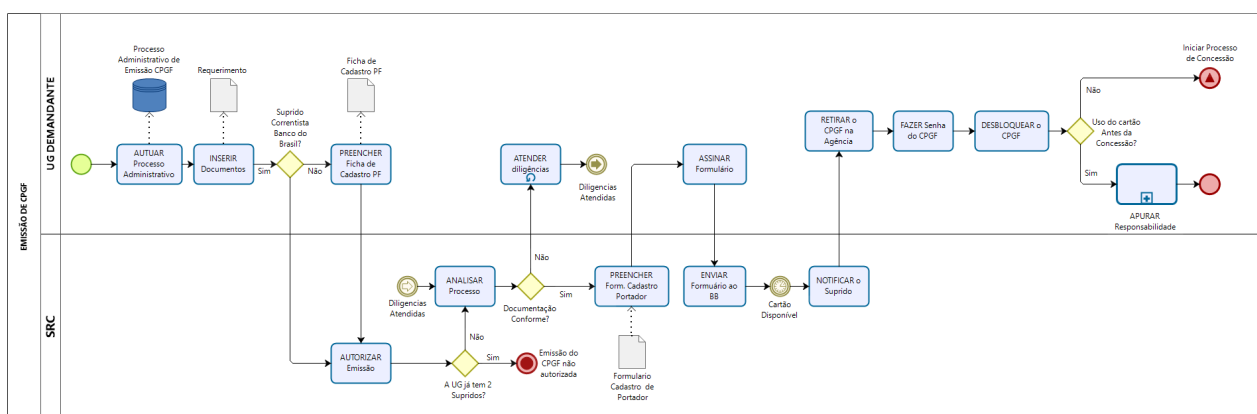 EMISSÃO DE CPGF
UG DEMANDANTE
Processo
Administrativo de
Emissão CPGF
AUTUAR
Processo
Administrativo
Requerimento
INSERIR
Documentos
Suprido
Correntista
Banco do
Brasil?
Sim
Não
Ficha de
Cadastro PF
PREENCHER
Ficha de
Cadastro PF
ATENDER
diligências
Diligencias
Atendidas
ASSINAR
Formulário
RETIRAR o
CPGF na
Agência
FAZER Senha
do CPGF
DESBLOQUEAR o
CPGF
Uso do cartão
Antes da
Concessão?
Não
Iniciar Processo
de Concessão
Sim
APURAR
Responsabilidade
SRC
AUTORIZAR
Emissão
A UG já tem 2
Supridos?
Não
Sim
Emissão do
CPGF não
autorizada
Diligencias
Atendidas
ANALISAR
Processo
Documentação
Conforme?
Não
Sim
PREENCHER
Form. Cadastro
Portador
Formulario
Cadastro de
Portador
ENVIAR
Formuário ao
BB
Cartão
Disponível
NOTIFICAR o
Suprido